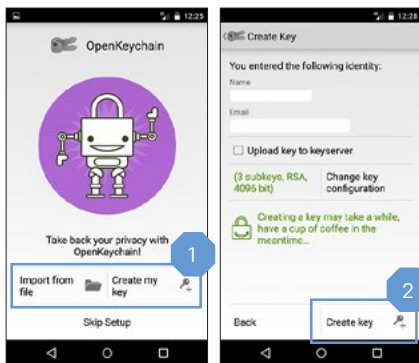 12:25
OpenKeychain
Take back your privacy with
OpenKeychain!
1
Import from
file
Create my
key
Skip Setup
12:28
Create Key
You entered the following identity:
Name
Email
Upload key to keyserver
(3 subkeys, RSA,
4096 bit)
Change key
configuration
Creating a key may take a while,
have a cup of coffee in the
meantime...
2
Back
Create key